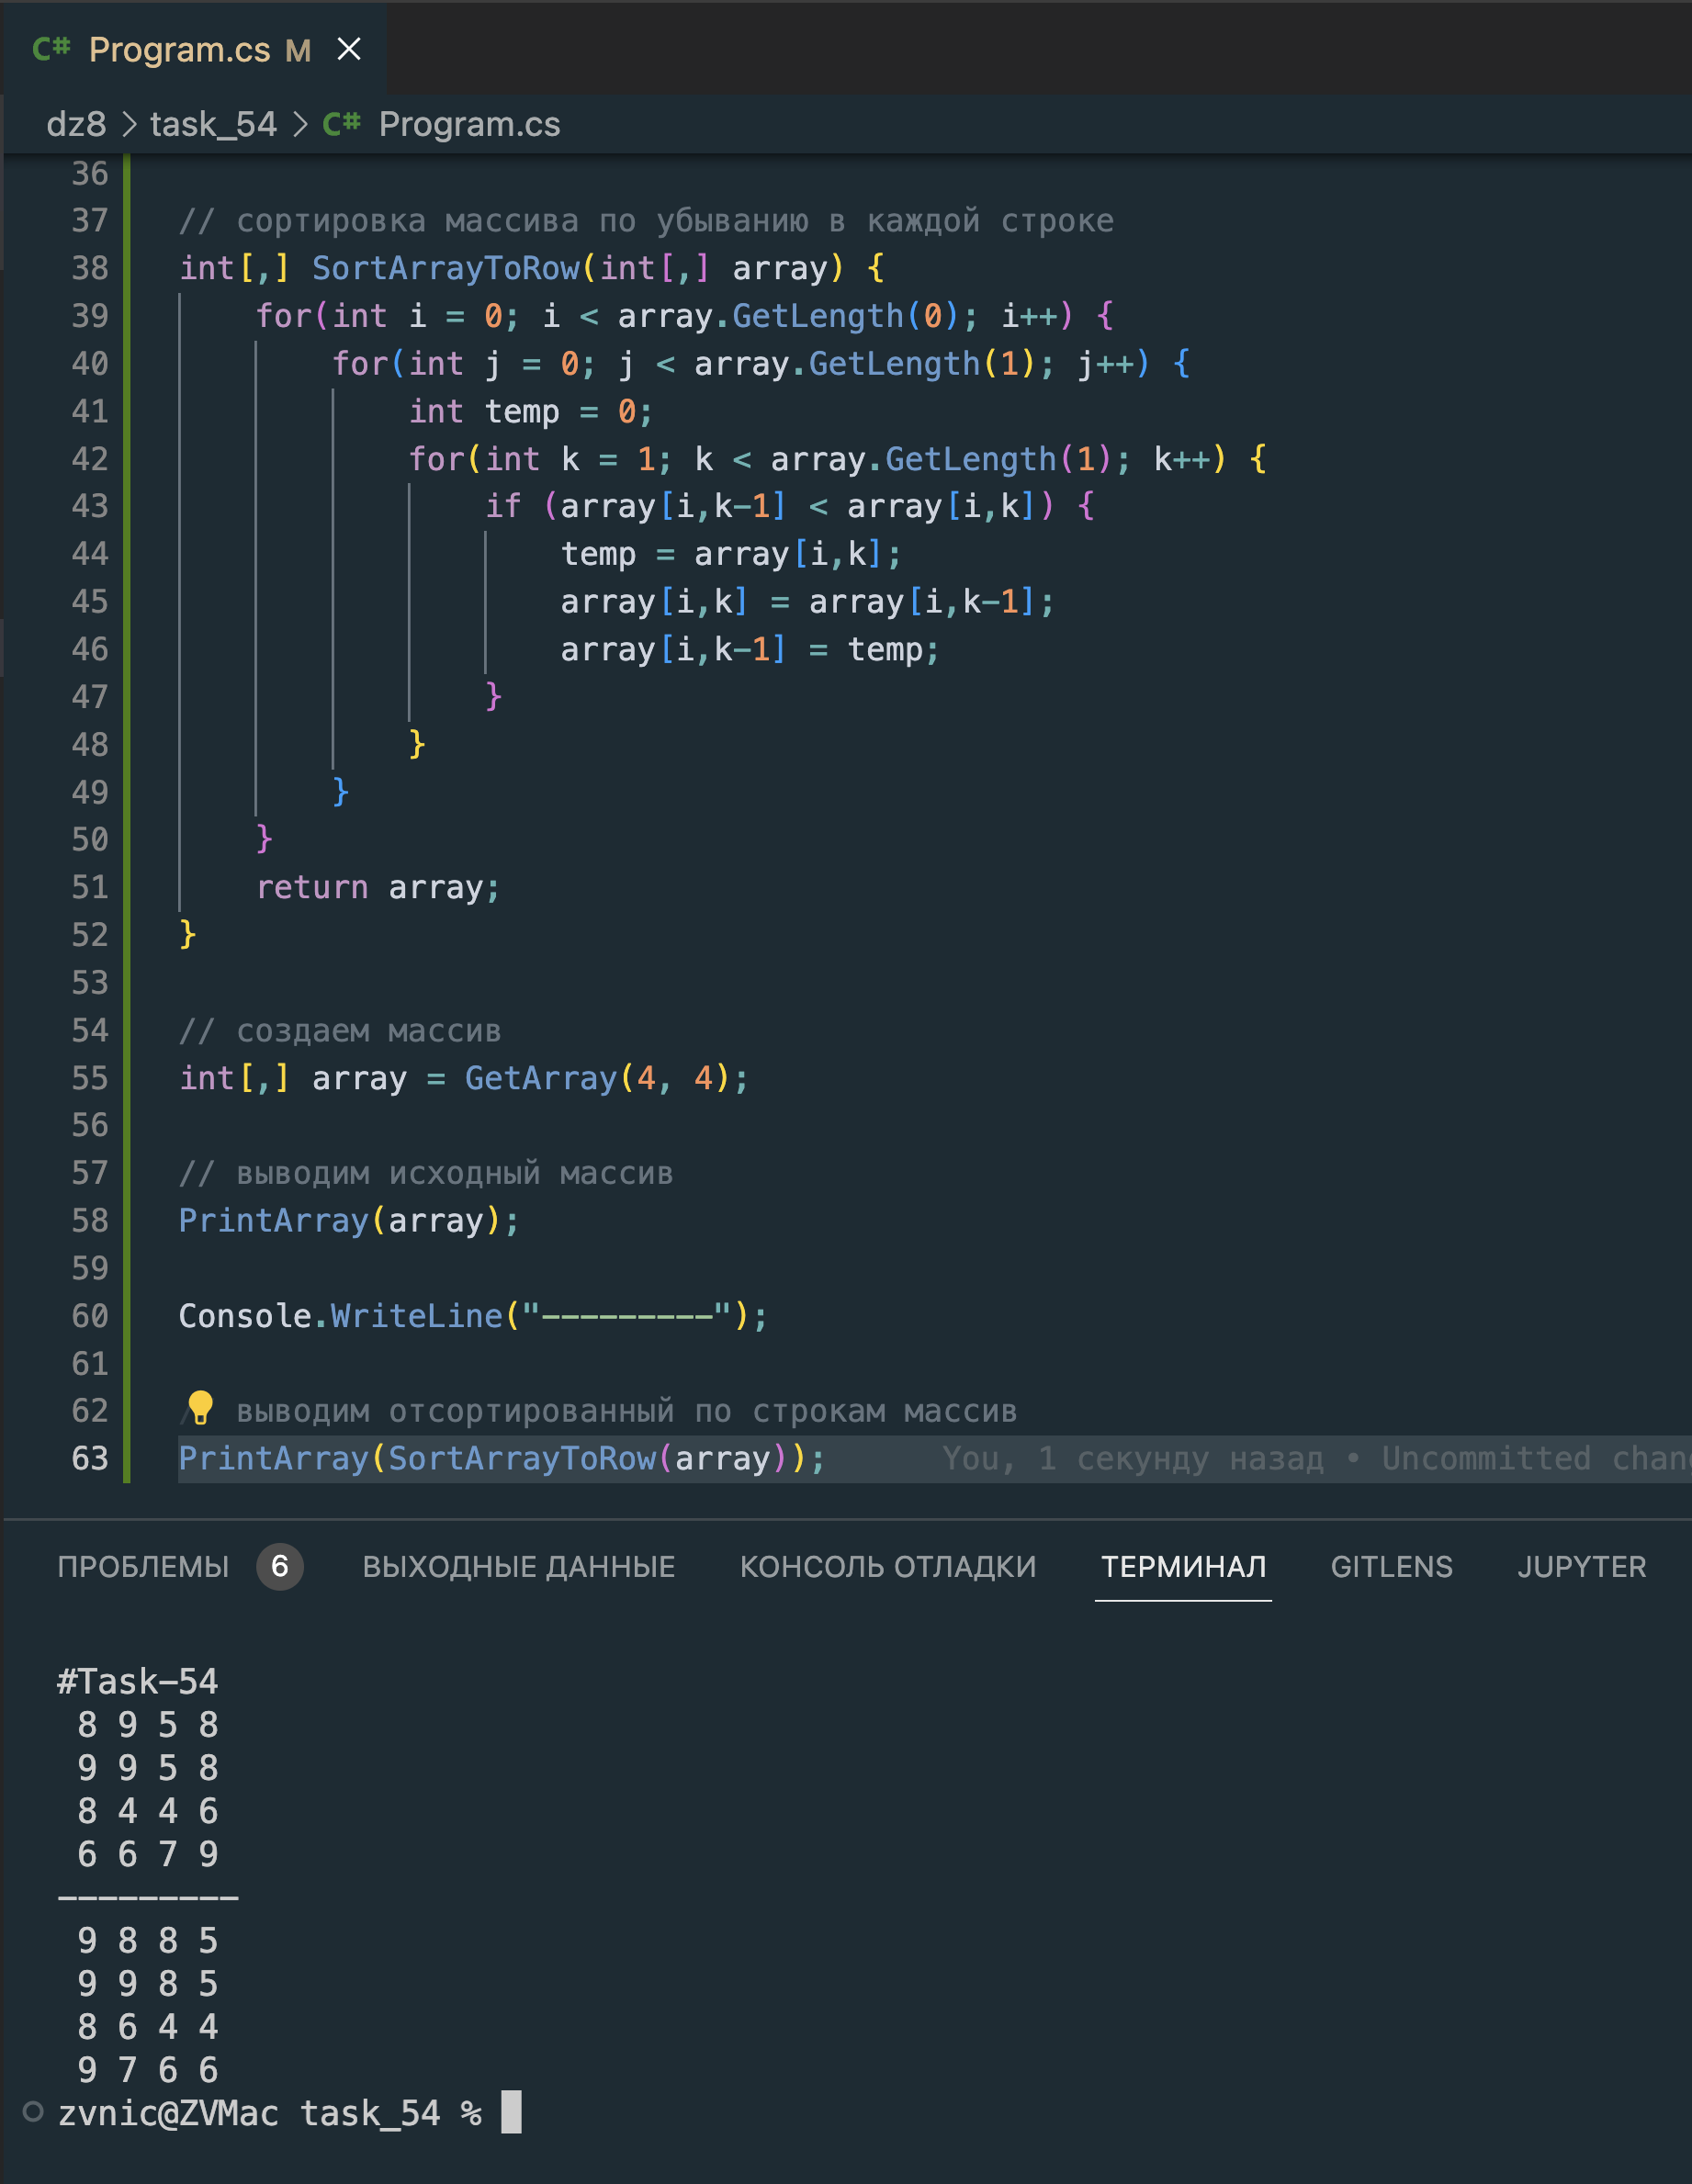 C# Program.cs M ×
dz8 > task_54 > C# Program.cs
36
37 // сортировка массива по убыванию в каждой строке
38 int[,] SortArrayToRow(int[,] array) {
39     for(int i = 0; i < array.GetLength(0); i++) {
40         for(int j = 0; j < array.GetLength(1); j++) {
41             int temp = 0;
42             for(int k = 1; k < array.GetLength(1); k++) {
43                 if (array[i,k-1] < array[i,k]) {
44                     temp = array[i,k];
45                     array[i,k] = array[i,k-1];
46                     array[i,k-1] = temp;
47                 }
48             }
49         }
50     }
51     return array;
52 }
53
54 // создаем массив
55 int[,] array = GetArray(4, 4);
56
57 // выводим исходный массив
58 PrintArray(array);
59
60 Console.WriteLine("---------");
61
62 выводим отсортированный по строкам массив
63 PrintArray(SortArrayToRow(array)); You, 1 секунду назад • Uncommitted chan
ПРОБЛЕМЫ 6 ВЫХОДНЫЕ ДАННЫЕ КОНСОЛЬ ОТЛАДКИ ТЕРМИНАЛ GITLENS JUPYTER
#Task-54
8 9 5 8
9 9 5 8
8 4 4 6
6 6 7 9
---------
9 8 8 5
9 9 8 5
8 6 4 4
9 7 6 6
zvnic@ZVMac task_54 %